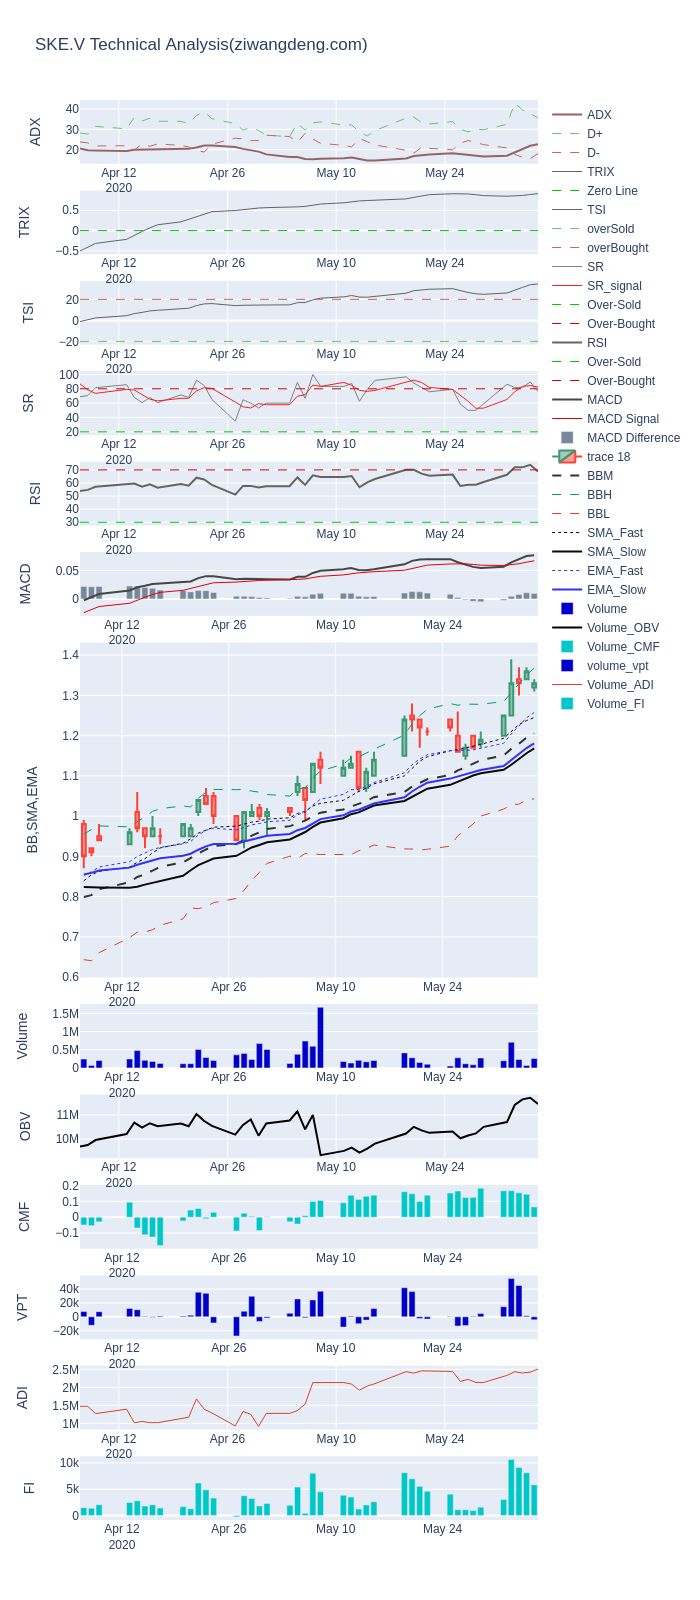 SKE.V Technical Analysis(ziwangdeng.com)
ADX
40
30
20
Apr 12
2020
Apr 26
May 10
May 24
TRIX
0.5
0
−0.5
Apr 12
2020
Apr 26
May 10
May 24
TSI
20
0
−20
Apr 12
2020
Apr 26
May 10
May 24
SR
100
80
60
40
20
Apr 12
2020
Apr 26
May 10
May 24
RSI
70
60
50
40
30
Apr 12
2020
Apr 26
May 10
May 24
MACD
0.05
0
Apr 12
2020
Apr 26
May 10
May 24
BB,SMA,EMA
1.4
1.3
1.2
1.1
1
0.9
0.8
0.7
0.6
Apr 12
2020
Apr 26
May 10
May 24
Volume
1.5M
1M
0.5M
0
Apr 12
2020
Apr 26
May 10
May 24
OBV
11M
10M
Apr 12
2020
Apr 26
May 10
May 24
CMF
0.2
0.1
0
−0.1
Apr 12
2020
Apr 26
May 10
May 24
VPT
40k
20k
0
−20k
Apr 12
2020
Apr 26
May 10
May 24
ADI
2.5M
2M
1.5M
1M
Apr 12
2020
Apr 26
May 10
May 24
FI
10k
5k
0
Apr 12
2020
Apr 26
May 10
May 24
ADX
D+
D-
TRIX
Zero Line
TSI
overSold
overBought
SR
SR_signal
Over-Sold
Over-Bought
RSI
Over-Sold
Over-Bought
MACD
MACD Signal
MACD Difference
trace 18
BBM
BBH
BBL
SMA_Fast
SMA_Slow
EMA_Fast
EMA_Slow
Volume
Volume_OBV
Volume_CMF
volume_vpt
Volume_ADI
Volume_FI